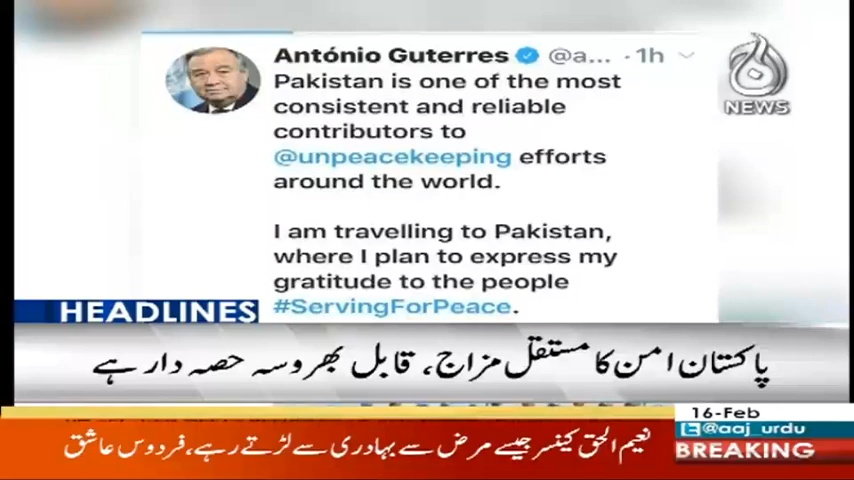 António Guterres @a... · 1h
Pakistan is one of the most
consistent and reliable
contributors to
@unpeacekeeping efforts
around the world.
I am travelling to Pakistan,
where I plan to express my
gratitude to the people
#ServingForPeace.
NEWS
HEADLINES
پاکستان امن کا مستقل مزاج، قابل بھروسہ حصہ دار ہے
16-Feb
@aaj_urdu
BREAKING
نعیم الحق کینسر جیسے مرض سے بہادری سے لڑتے رہے،فردوس عاشق